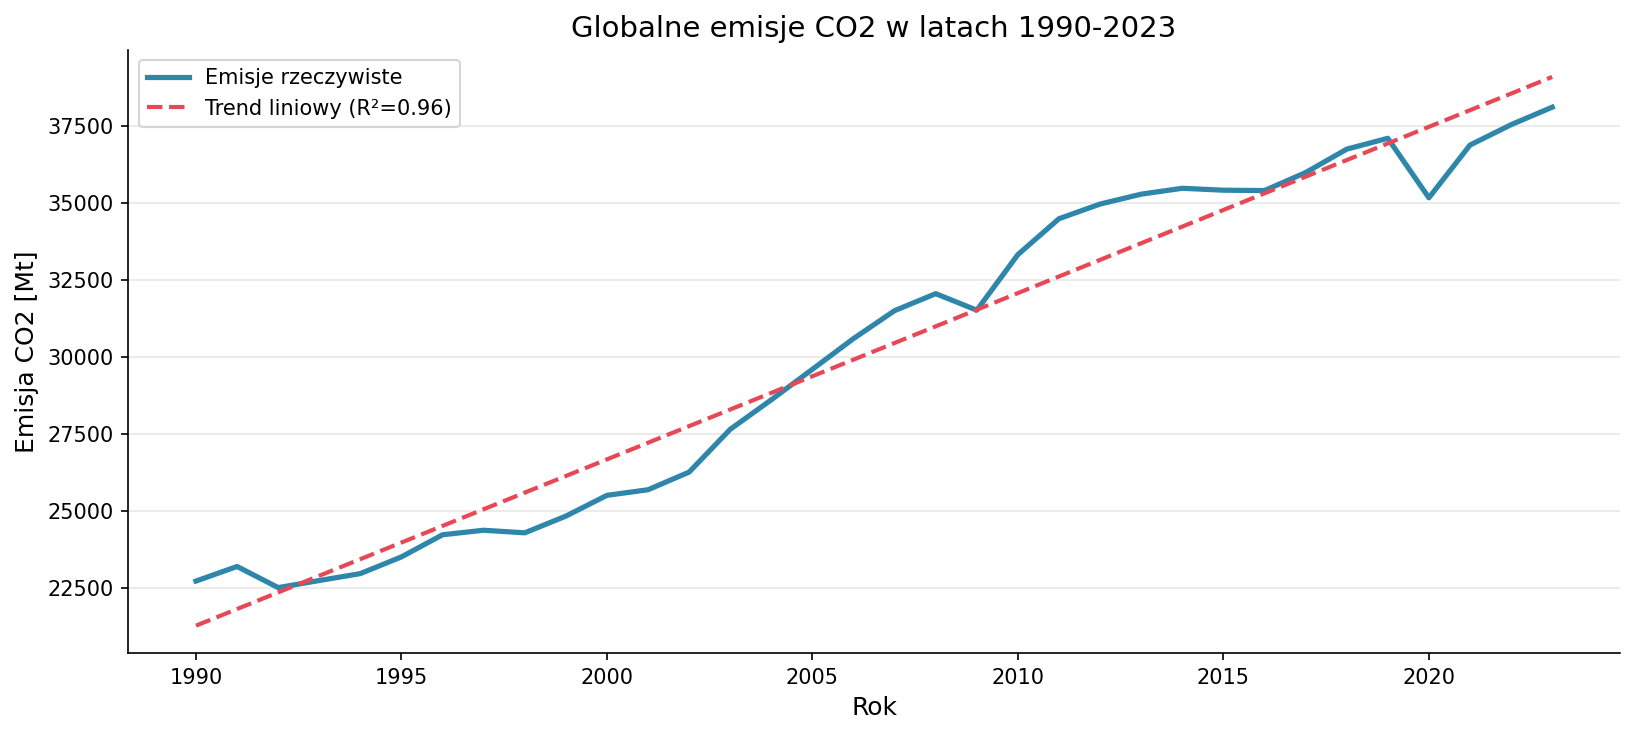 Globalne emisje CO2 w latach 1990-2023
Emisje rzeczywiste
Trend liniowy (R²=0.96)
Emisja CO2 [Mt]
37500
35000
32500
30000
27500
25000
22500
1990 1995 2000 2005 2010 2015 2020
Rok